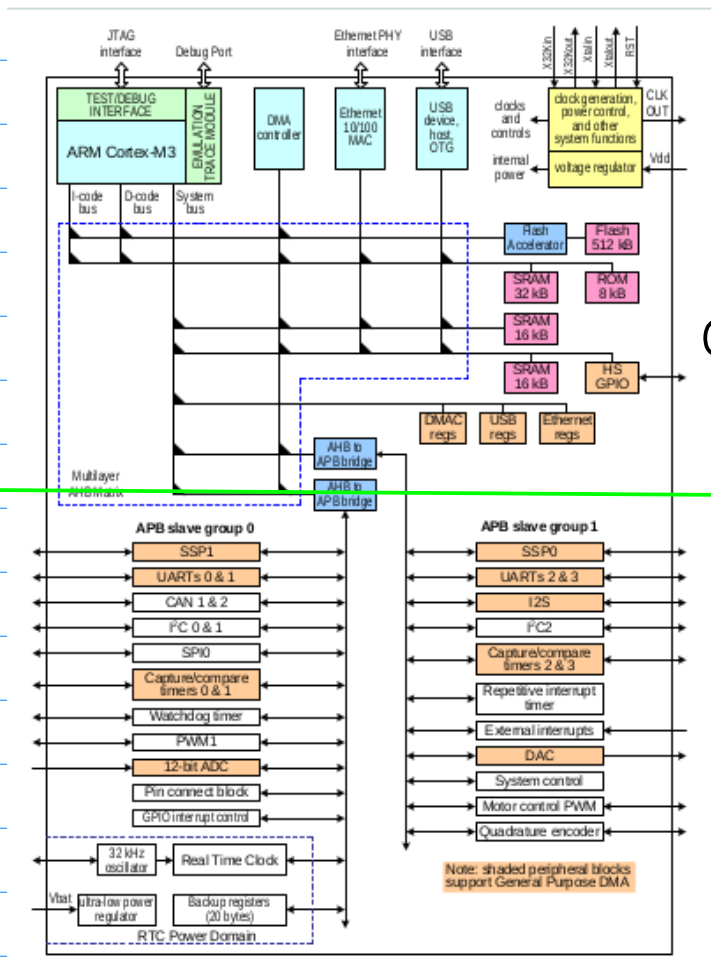 JTAG
interface
Debug Port
Ethernet PHY
interface
USB
interface
X32Kin
X32Kout
Xtalin
Xtalout
RST
TEST/DEBUG
INTERFACE
ARM Cortex-M3
EMULATION
TRACE MODULE
DMA
controller
Ethernet
10/100
MAC
USB
device,
host,
OTG
clocks
and
controls
clock generation,
power control,
and other
system functions
CLK
OUT
internal
power
voltage regulator
Vdd
I-code
bus
D-code
bus
System
bus
Flash
Accelerator
Flash
512 kB
SRAM
32 kB
ROM
8 kB
SRAM
16 kB
SRAM
16 kB
HS
GPIO
DMAC
regs
USB
regs
Ethernet
regs
AHB to
APB bridge
Multilayer
AHB Matrix
AHB to
APB bridge
APB slave group 0
SSP1
UARTs 0 & 1
CAN 1 & 2
I²C 0 & 1
SPI0
Capture/compare
timers 0 & 1
Watchdog timer
PWM1
12-bit ADC
Pin connect block
GPIO interrupt control
32 kHz
oscillator
Real Time Clock
Vbat
ultra-low power
regulator
Backup registers
(20 bytes)
RTC Power Domain
APB slave group 1
SSP0
UARTs 2 & 3
I2S
I²C2
Capture/compare
timers 2 & 3
Repetitive interrupt
timer
External interrupts
DAC
System control
Motor control PWM
Quadrature encoder
Note: shaded peripheral blocks
support General Purpose DMA